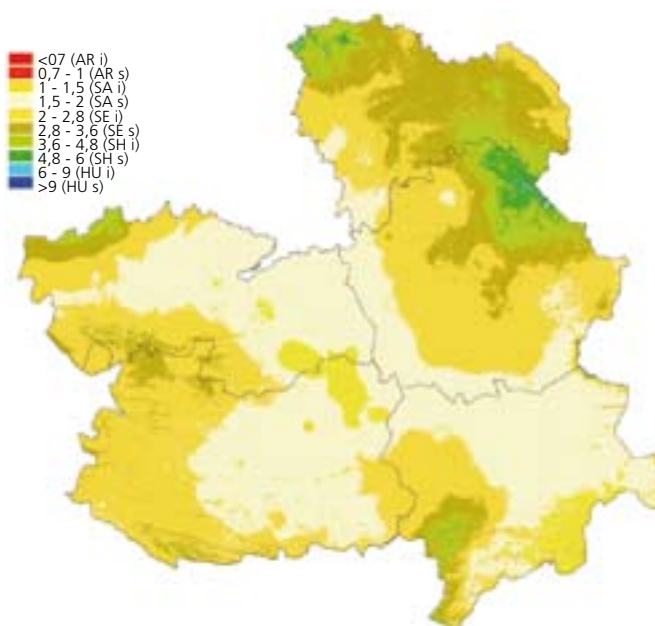 <07 (AR i)
0,7 - 1 (AR s)
1 - 1,5 (SA i)
1,5 - 2 (SA s)
2 - 2,8 (SE i)
2,8 - 3,6 (SE s)
3,6 - 4,8 (SH i)
4,8 - 6 (SH s)
6 - 9 (HU i)
>9 (HU s)